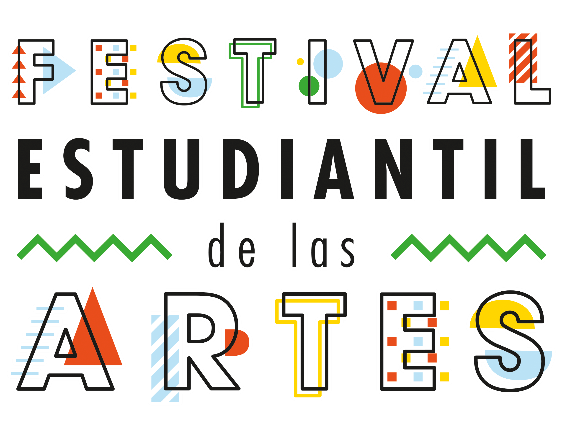 FESTIVAL
ESTUDIANTIL
de las
ARTES